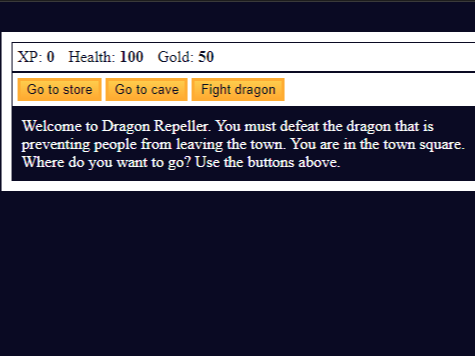 XP: 0 Health: 100 Gold: 50
Go to store Go to cave Fight dragon
Welcome to Dragon Repeller. You must defeat the dragon that is
preventing people from leaving the town. You are in the town square.
Where do you want to go? Use the buttons above.